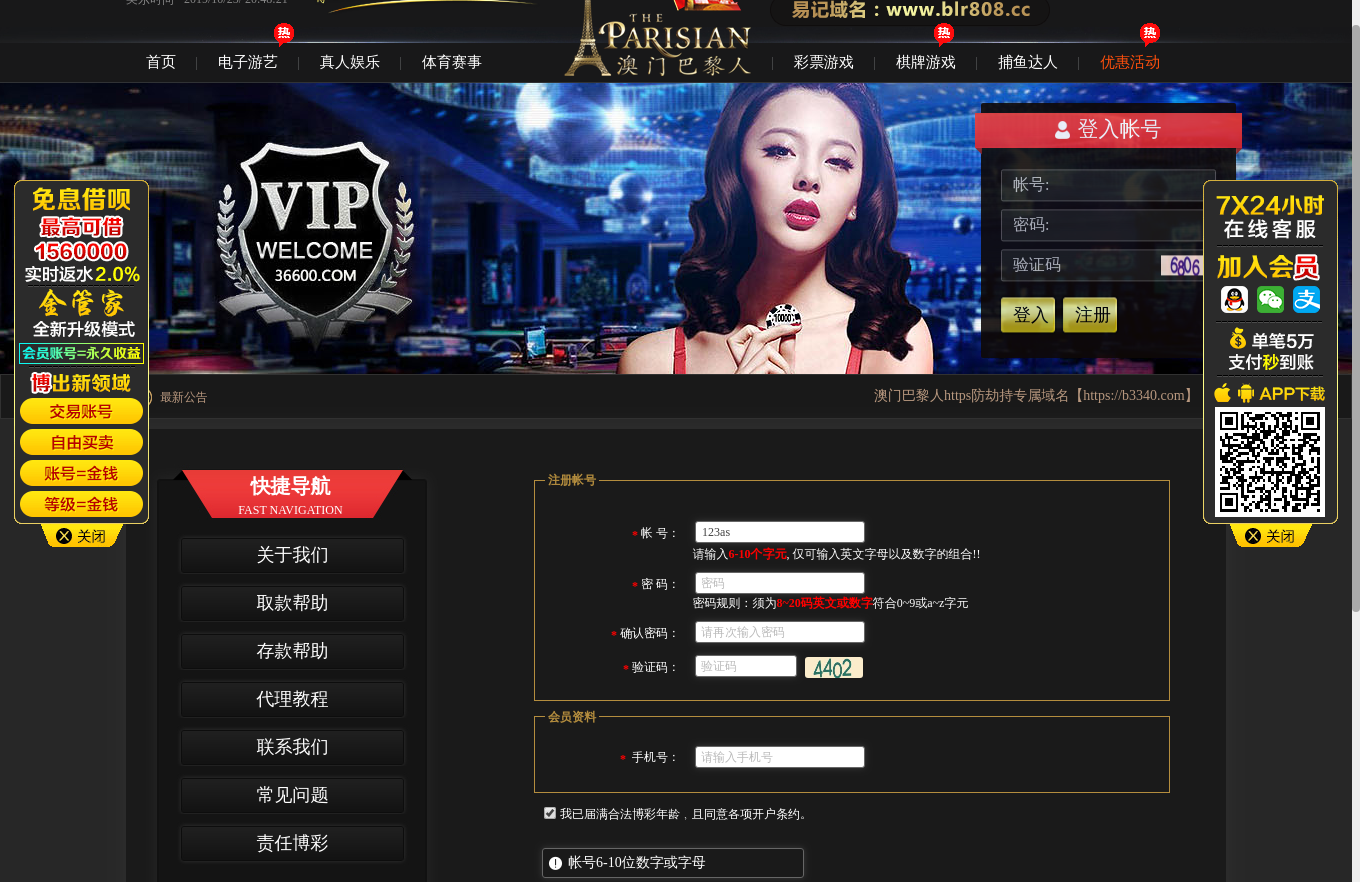 美东时间 2019/10/25/ 20:48:21
易记域名：www.blr808.cc
热 热 热
THE
PARISIAN
澳门巴黎人
首页 电子游艺 真人娱乐 体育赛事 彩票游戏 棋牌游戏 捕鱼达人 优惠活动
VIP
WELCOME
36600.COM
10000
登入帐号
帐号:
密码:
验证码 6806
登入 注册
免息借呗
最高可借
1560000
实时返水2.0%
金管家
全新升级模式
会员账号=永久收益
博出新领域
交易账号
自由买卖
账号=金钱
等级=金钱
关闭
7X24小时
在线客服
加入会员
支
单笔5万
支付秒到账
APP下载
关闭
最新公告
澳门巴黎人https防劫持专属域名【https://b3340.com】
快捷导航
FAST NAVIGATION
关于我们
取款帮助
存款帮助
代理教程
联系我们
常见问题
责任博彩
注册帐号
* 帐 号： 123as
请输入6-10个字元, 仅可输入英文字母以及数字的组合!!
* 密 码： 密码
密码规则：须为8~20码英文或数字符合0~9或a~z字元
* 确认密码： 请再次输入密码
* 验证码： 验证码 4402
会员资料
* 手机号： 请输入手机号
我已届满合法博彩年龄﹐且同意各项开户条约。
帐号6-10位数字或字母